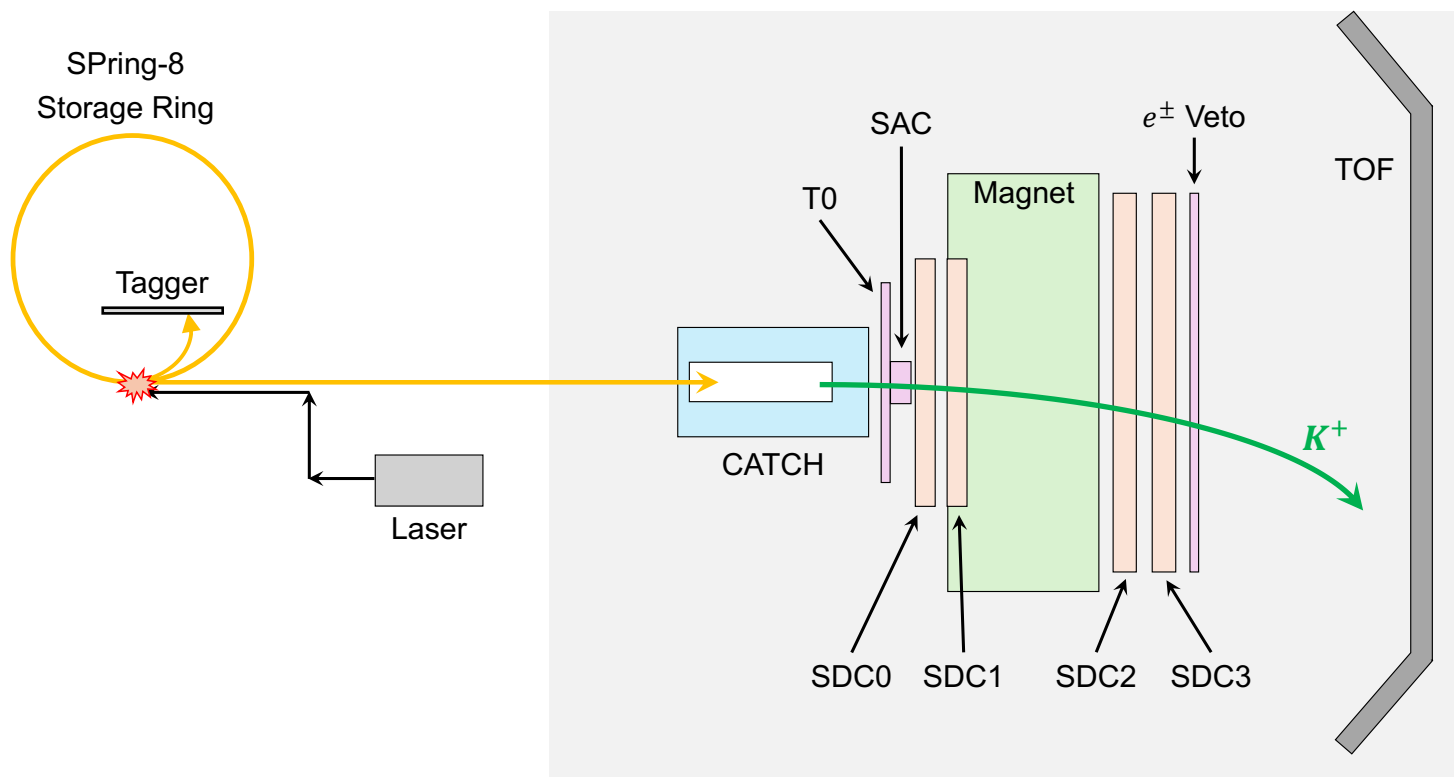 SPring-8
Storage Ring
Tagger
Laser
CATCH
T0
SAC
Magnet
e± Veto
TOF
K⁺
SDC0
SDC1
SDC2
SDC3